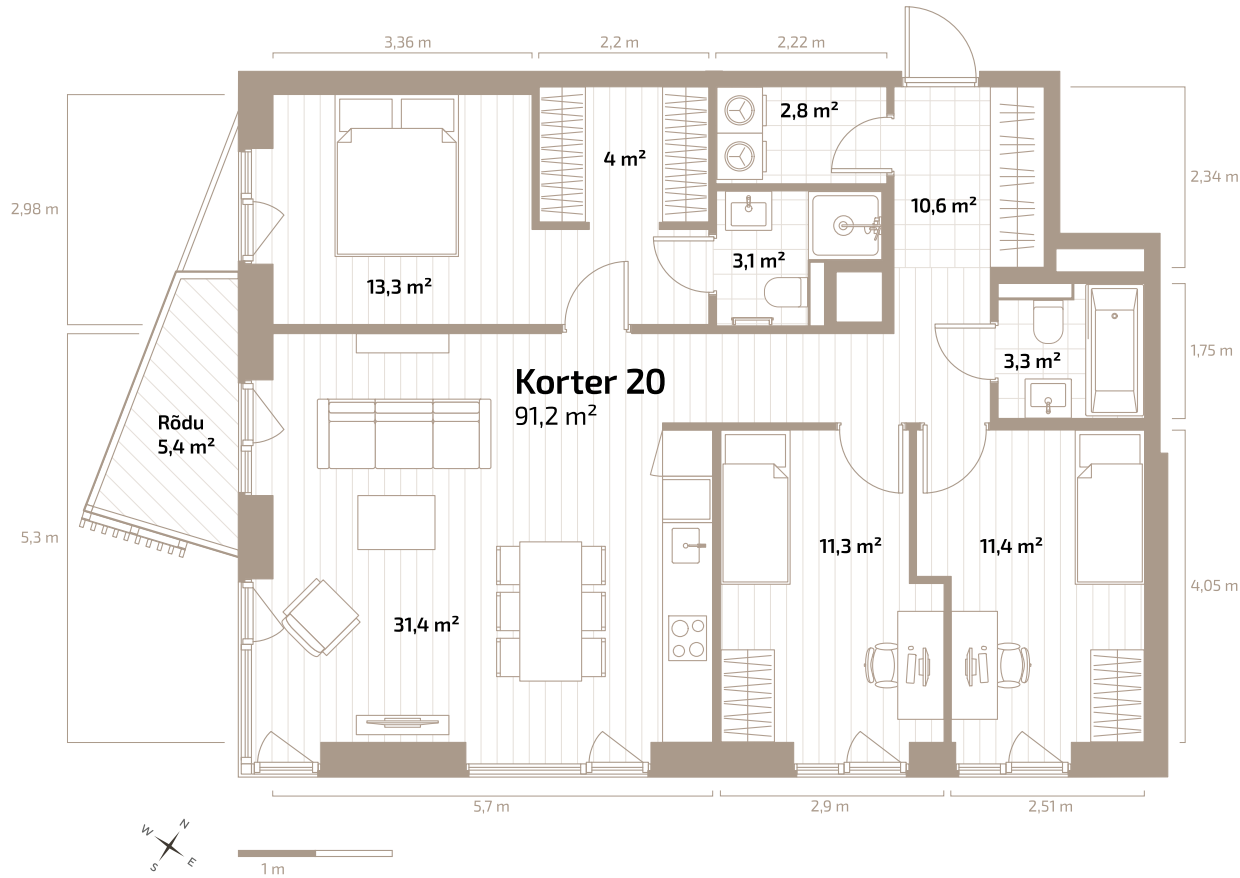 3,36 m
2,2 m
2,22 m
2,8 m²
4 m²
2,34 m
2,98 m
10,6 m²
3,1 m²
13,3 m²
1,75 m
3,3 m²
Korter 20
91,2 m²
Rõdu
5,4 m²
5,3 m
11,3 m²
11,4 m²
4,05 m
31,4 m²
5,7 m
2,9 m
2,51 m
N
W
E
S
1 m